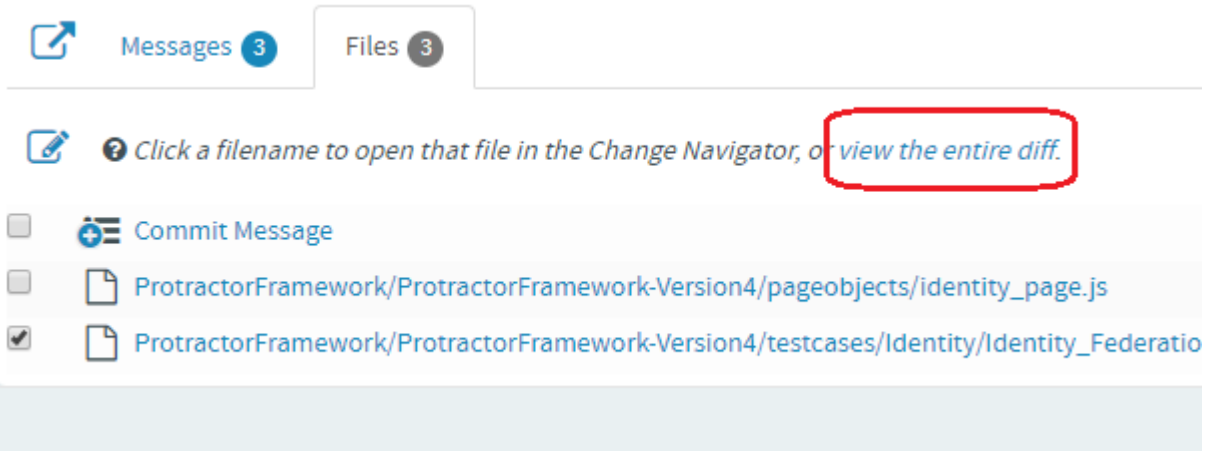 Messages 3 Files 3
Click a filename to open that file in the Change Navigator, or view the entire diff.
Commit Message
ProtractorFramework/ProtractorFramework-Version4/pageobjects/identity_page.js
ProtractorFramework/ProtractorFramework-Version4/testcases/Identity/Identity_Federatio